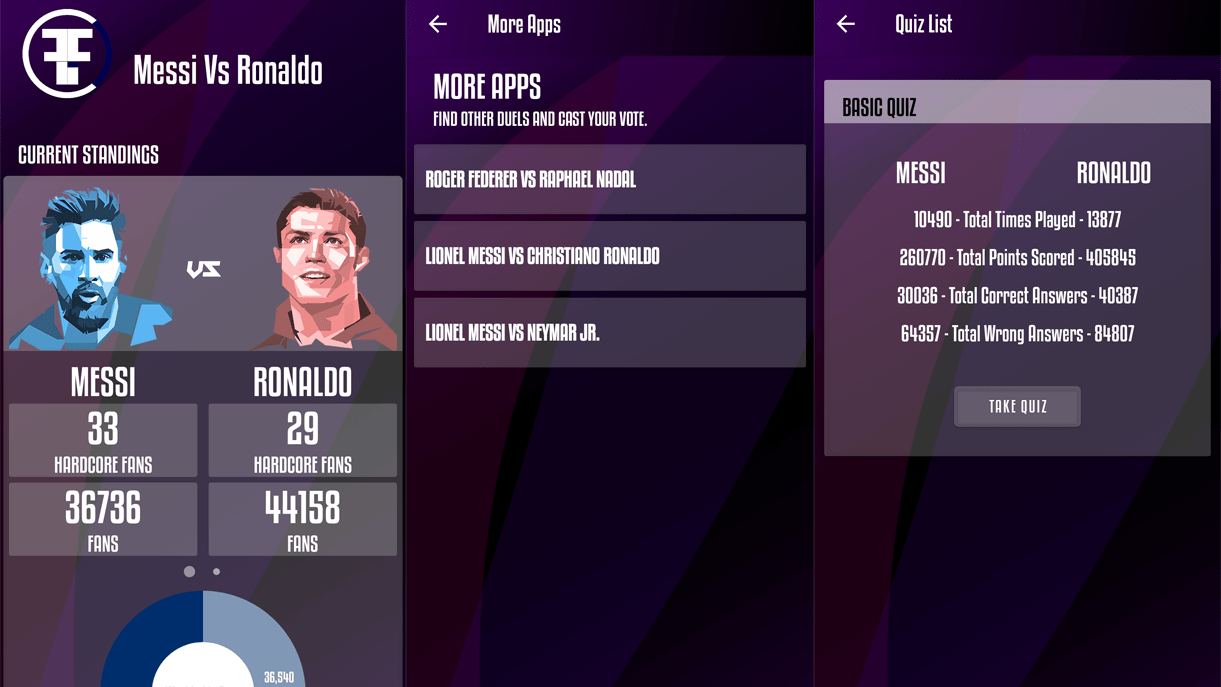 Messi Vs Ronaldo
CURRENT STANDINGS
VS
MESSI
RONALDO
33
HARDCORE FANS
29
HARDCORE FANS
36736
FANS
44158
FANS
36,540
More Apps
MORE APPS
FIND OTHER DUELS AND CAST YOUR VOTE.
ROGER FEDERER VS RAPHAEL NADAL
LIONEL MESSI VS CHRISTIANO RONALDO
LIONEL MESSI VS NEYMAR JR.
Quiz List
BASIC QUIZ
MESSI
RONALDO
10490 - Total Times Played - 13877
260770 - Total Points Scored - 405845
30036 - Total Correct Answers - 40387
64357 - Total Wrong Answers - 84807
TAKE QUIZ